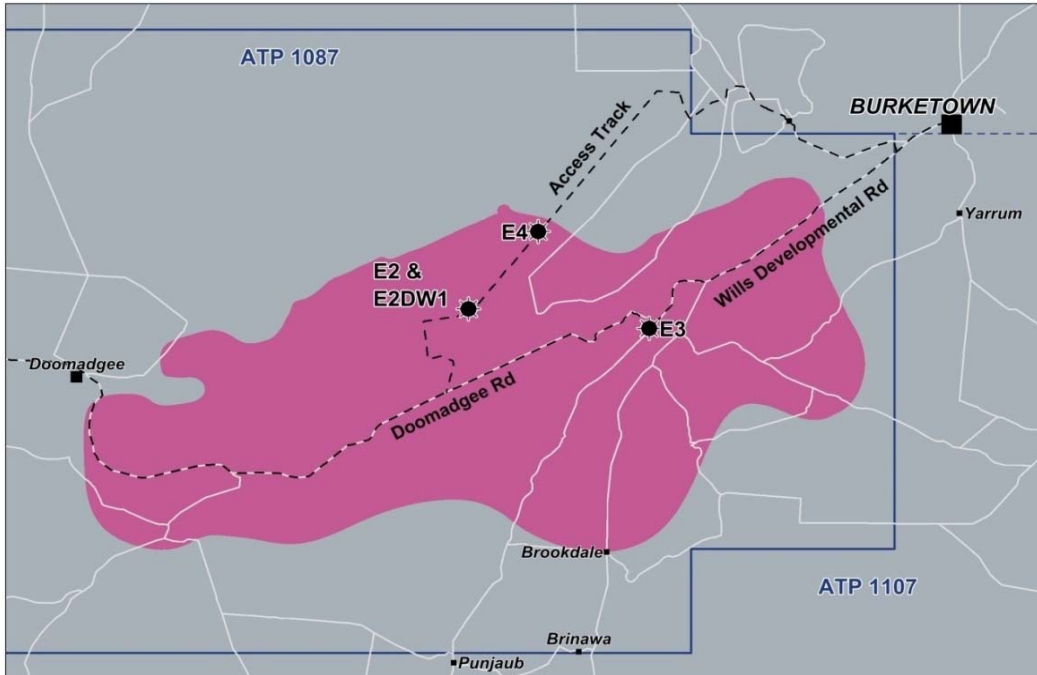 ATP 1087
BURKETOWN
Access Track
Yarrum
E4
Wills Developmental Rd
E2 &
E2DW1
E3
Doomadgee
Doomadgee Rd
Brookdale
ATP 1107
Brinawa
Punjaub